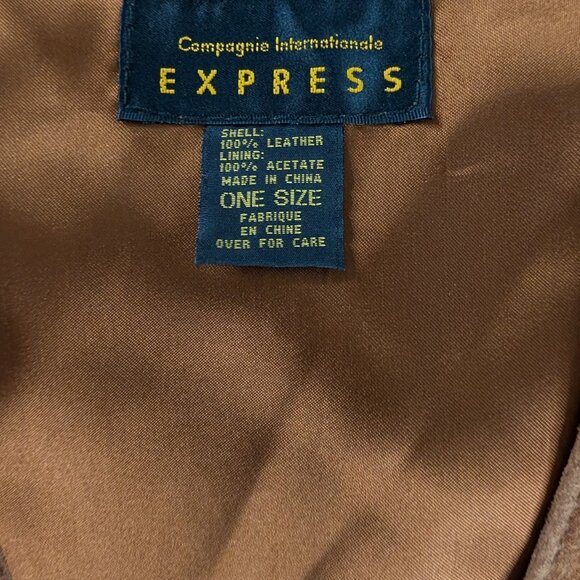 Compagnie Internationale
EXPRESS
SHELL:
100% LEATHER
LINING:
100% ACETATE
MADE IN CHINA
ONE SIZE
FABRIQUE
EN CHINE
OVER FOR CARE